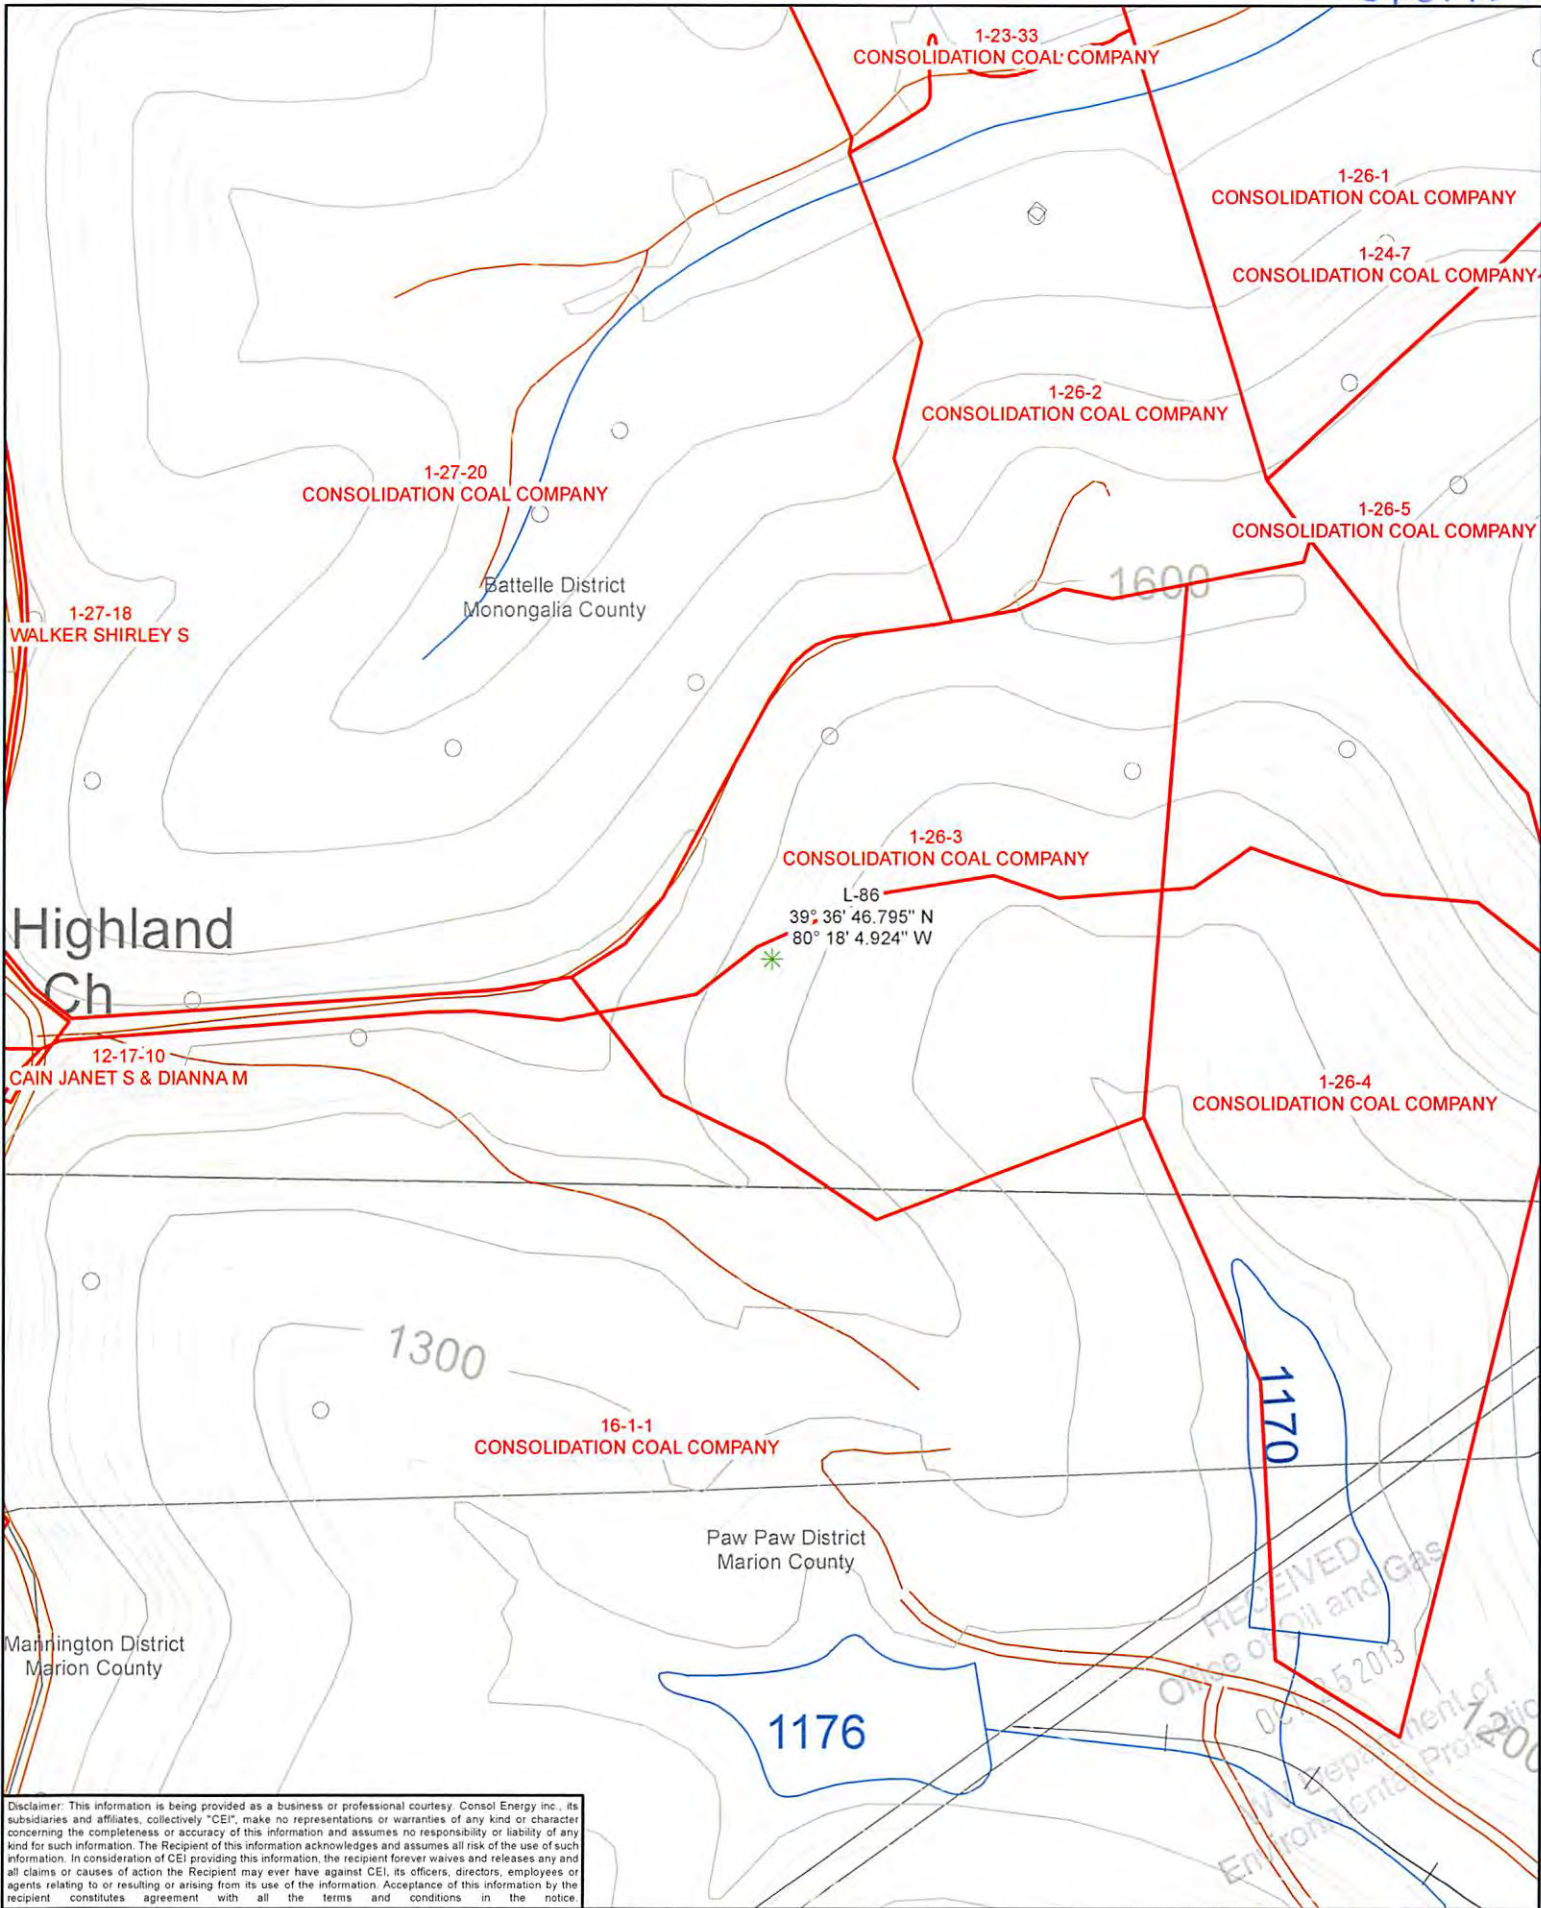 1-23-33
CONSOLIDATION COAL COMPANY
1-26-1
CONSOLIDATION COAL COMPANY
1-24-7
CONSOLIDATION COAL COMPANY
1-26-2
CONSOLIDATION COAL COMPANY
1-27-20
CONSOLIDATION COAL COMPANY
1-26-5
CONSOLIDATION COAL COMPANY
Battelle District
Monongalia County
1600
1-27-18
WALKER SHIRLEY S
1-26-3
CONSOLIDATION COAL COMPANY
L-86
39° 36' 46.795" N
80° 18' 4.924" W
Highland
Ch
12-17-10
CAIN JANET S & DIANNA M
1-26-4
CONSOLIDATION COAL COMPANY
1300
1170
16-1-1
CONSOLIDATION COAL COMPANY
Paw Paw District
Marion County
Mannington District
Marion County
1176
RECEIVED
Office of Oil and Gas
OCT 25 2013
WV Department of
Environmental Protectio
1200
Disclaimer: This information is being provided as a business or professional courtesy. Consol Energy inc., its
subsidiaries and affiliates, collectively "CEI", make no representations or warranties of any kind or character
concerning the completeness or accuracy of this information and assumes no responsibility or liability of any
kind for such information. The Recipient of this information acknowledges and assumes all risk of the use of such
information. In consideration of CEI providing this information, the recipient forever waives and releases any and
all claims or causes of action the Recipient may ever have against CEI, its officers, directors, employees or
agents relating to or resulting or arising from its use of the information. Acceptance of this information by the
recipient constitutes agreement with all the terms and conditions in the notice.